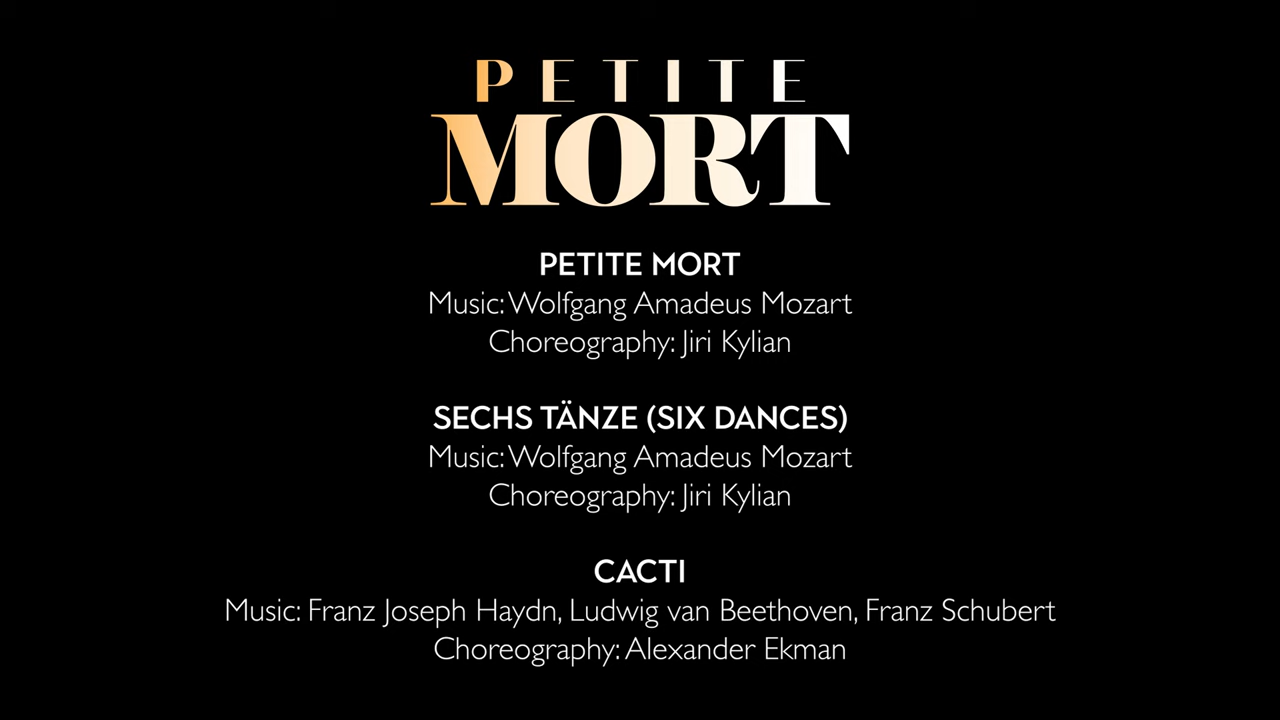 PETITE
MORT
PETITE MORT
Music: Wolfgang Amadeus Mozart
Choreography: Jiri Kylian
SECHS TÄNZE (SIX DANCES)
Music: Wolfgang Amadeus Mozart
Choreography: Jiri Kylian
CACTI
Music: Franz Joseph Haydn, Ludwig van Beethoven, Franz Schubert
Choreography: Alexander Ekman